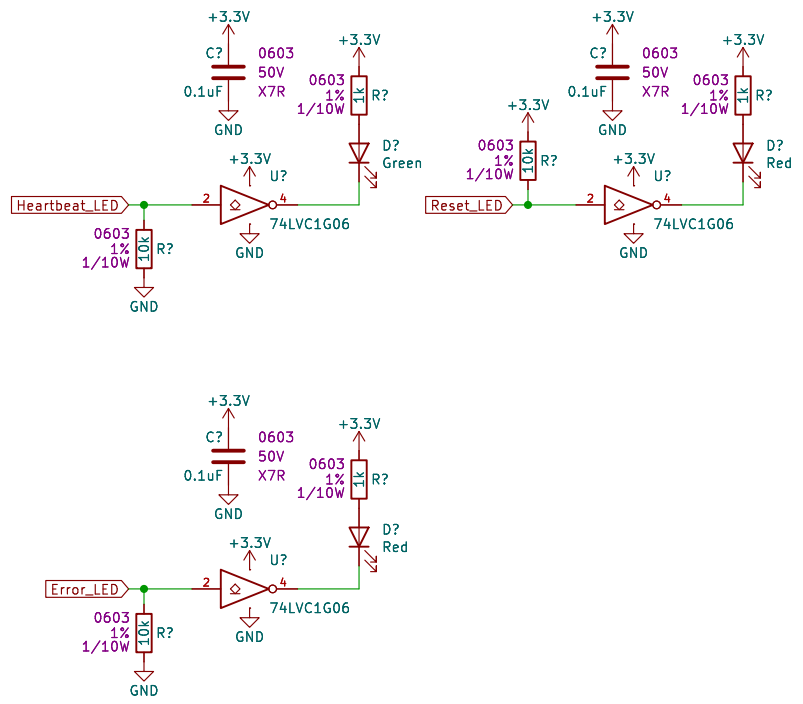 +3.3V
C?
0603
50V
0.1uF
X7R
GND
+3.3V
0603
1%
1/10W
1k
R?
D?
Green
+3.3V
U?
Heartbeat_LED
2
4
74LVC1G06
GND
0603
1%
1/10W
10k
R?
GND
+3.3V
C?
0603
50V
0.1uF
X7R
GND
+3.3V
0603
1%
1/10W
1k
R?
D?
Red
+3.3V
0603
1%
1/10W
10k
R?
+3.3V
U?
Reset_LED
2
4
74LVC1G06
GND
+3.3V
C?
0603
50V
0.1uF
X7R
GND
+3.3V
0603
1%
1/10W
1k
R?
D?
Red
+3.3V
U?
Error_LED
2
4
74LVC1G06
GND
0603
1%
1/10W
10k
R?
GND